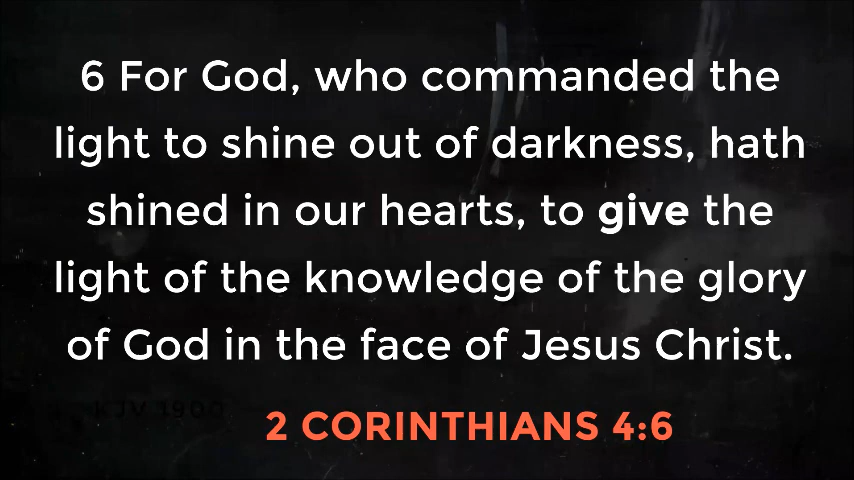 6 For God, who commanded the
light to shine out of darkness, hath
shined in our hearts, to give the
light of the knowledge of the glory
of God in the face of Jesus Christ.
KJV 1900
2 CORINTHIANS 4:6